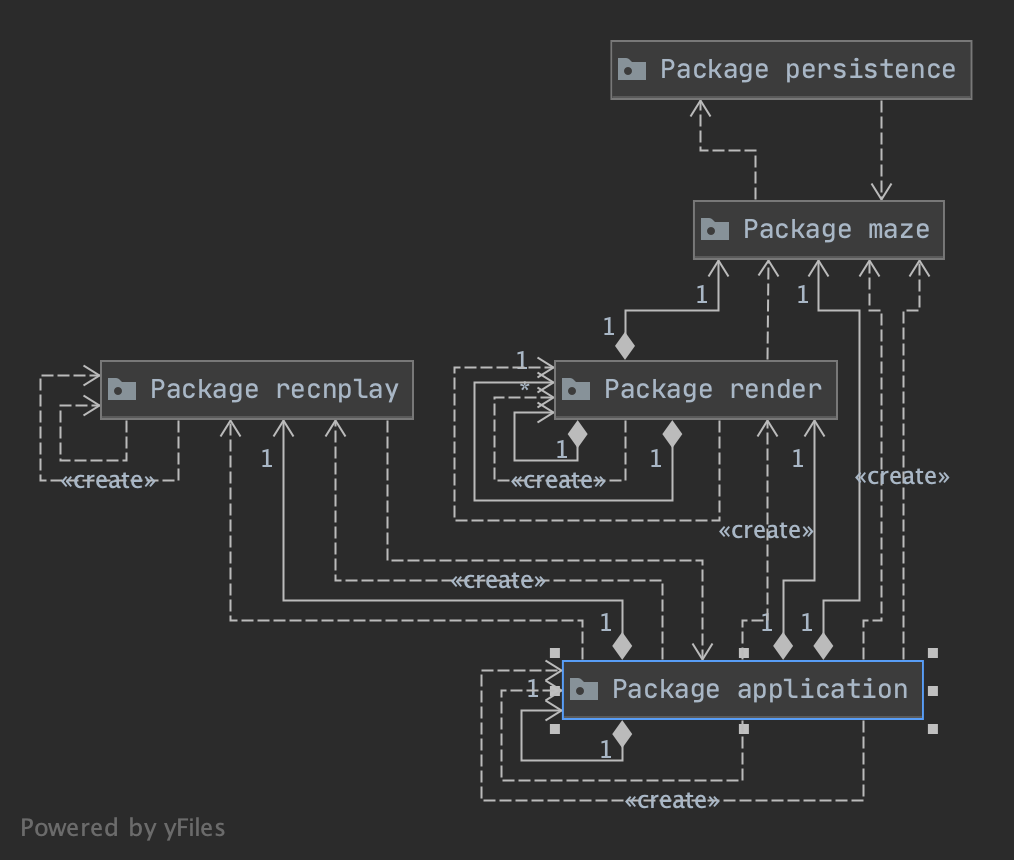 Package persistence
Package maze
1
1
1
1
Package recnplay
*
Package render
1
1
1
1
«create»
«create»
«create»
«create»
«create»
1
1
1
1
Package application
1
«create»
Powered by yFiles